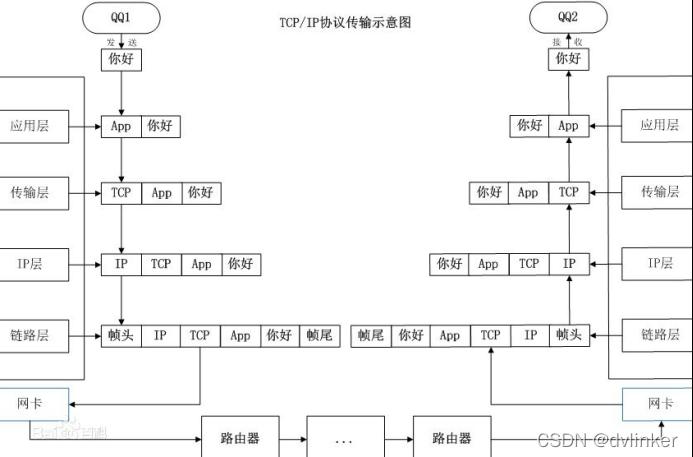 QQ1
TCP/IP协议传输示意图
QQ2
发 送
接 收
你好
你好
应用层
App 你好
你好 App
应用层
传输层
TCP App 你好
你好 App TCP
传输层
IP层
IP TCP App 你好
你好 App TCP IP
IP层
链路层
帧头 IP TCP App 你好 帧尾
帧尾 你好 App TCP IP 帧头
链路层
网卡
网卡
Bai 百科
路由器
...
路由器
CSDN @dvlinker